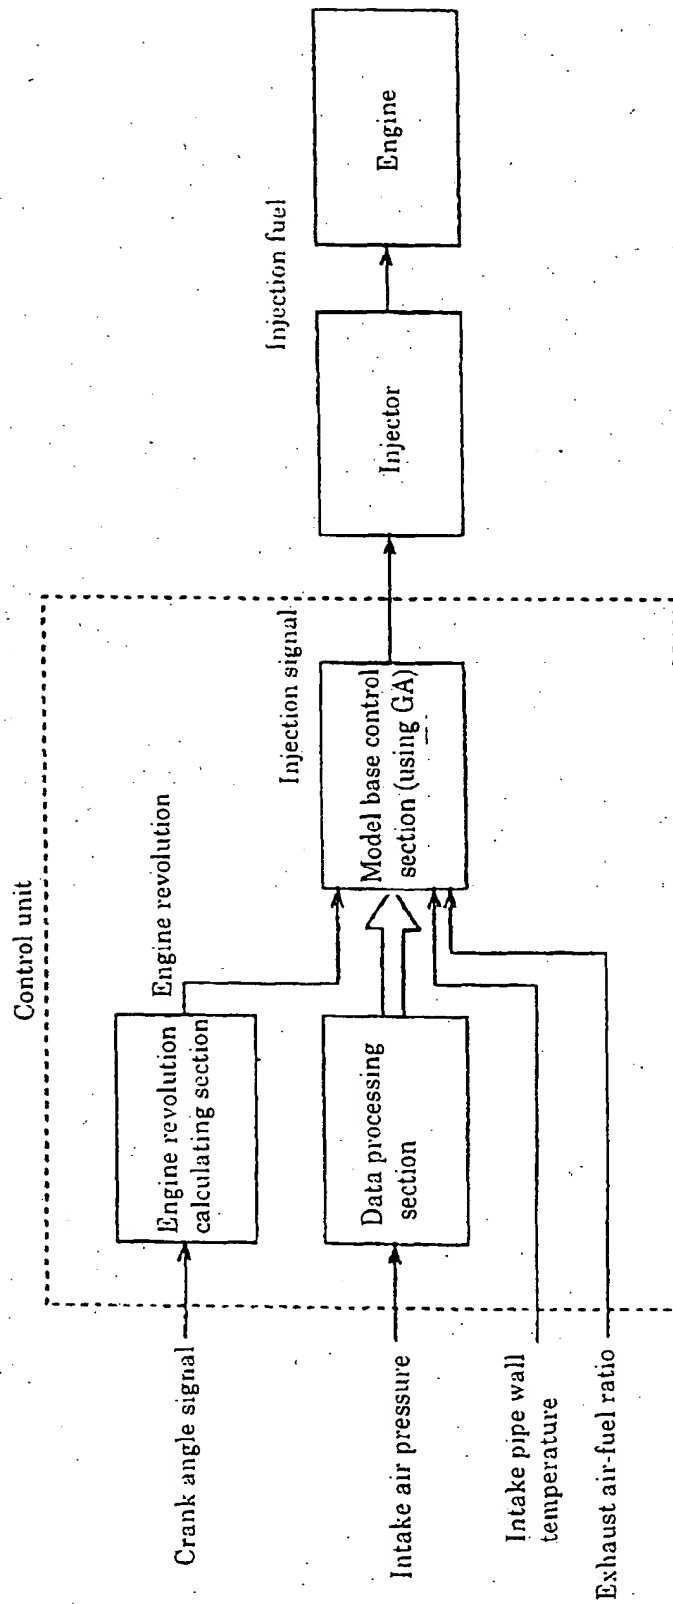 Control unit
Crank angle signal
Engine revolution
calculating section
Engine revolution
Intake air pressure
Data processing
section
Intake pipe wall
temperature
Exhaust air-fuel ratio
Model base control
section (using GA)
Injection signal
Injector
Injection fuel
Engine